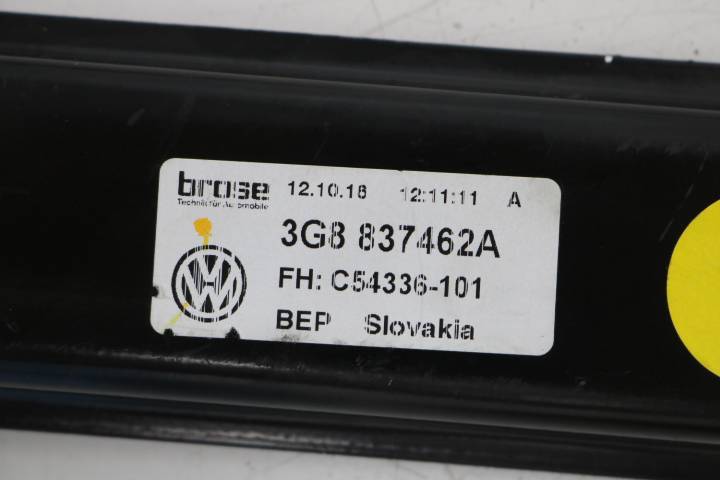 brose 12.10.16 12:11:11 A
Technik für Automobile
3G8 837462A
FH: C54336-101
BEP Slovakia